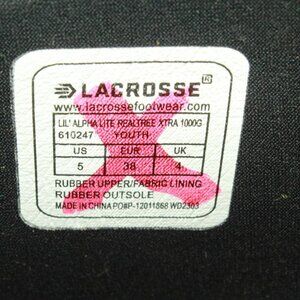 LACROSSE
www.lacrossefootwear.com
LIL' ALPHA LITE REALTREE XTRA 1000G
610247 YOUTH
US EUR UK
5 38 4
RUBBER UPPER/FABRIC LINING
RUBBER OUTSOLE
MADE IN CHINA PO#P-12011868 WD2303